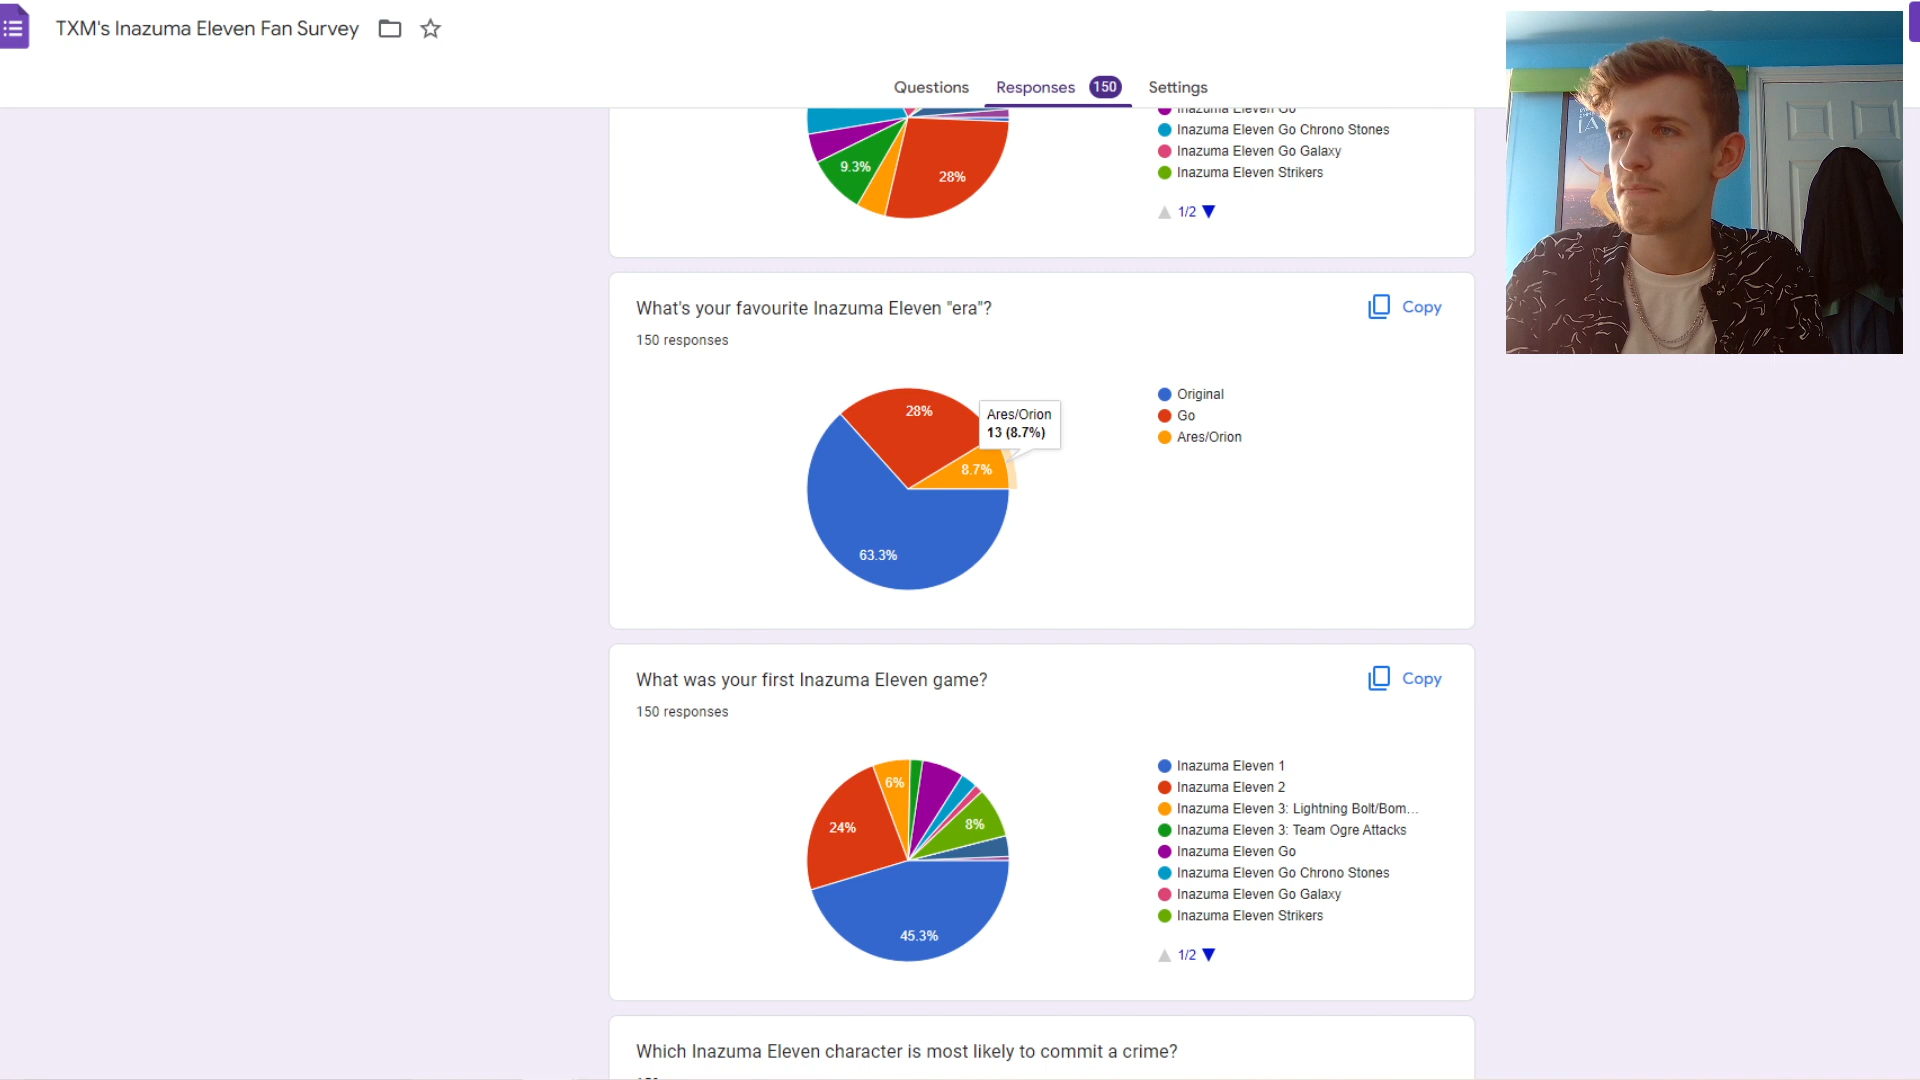 TXM's Inazuma Eleven Fan Survey
Questions Responses 150 Settings
Inazuma Eleven Go
Inazuma Eleven Go Chrono Stones
Inazuma Eleven Go Galaxy
Inazuma Eleven Strikers
9.3%
28%
1/2
What's your favourite Inazuma Eleven "era"?
Copy
150 responses
28%
Ares/Orion
13 (8.7%)
8.7%
63.3%
Original
Go
Ares/Orion
What was your first Inazuma Eleven game?
Copy
150 responses
6%
24%
8%
45.3%
Inazuma Eleven 1
Inazuma Eleven 2
Inazuma Eleven 3: Lightning Bolt/Bom...
Inazuma Eleven 3: Team Ogre Attacks
Inazuma Eleven Go
Inazuma Eleven Go Chrono Stones
Inazuma Eleven Go Galaxy
Inazuma Eleven Strikers
1/2
Which Inazuma Eleven character is most likely to commit a crime?